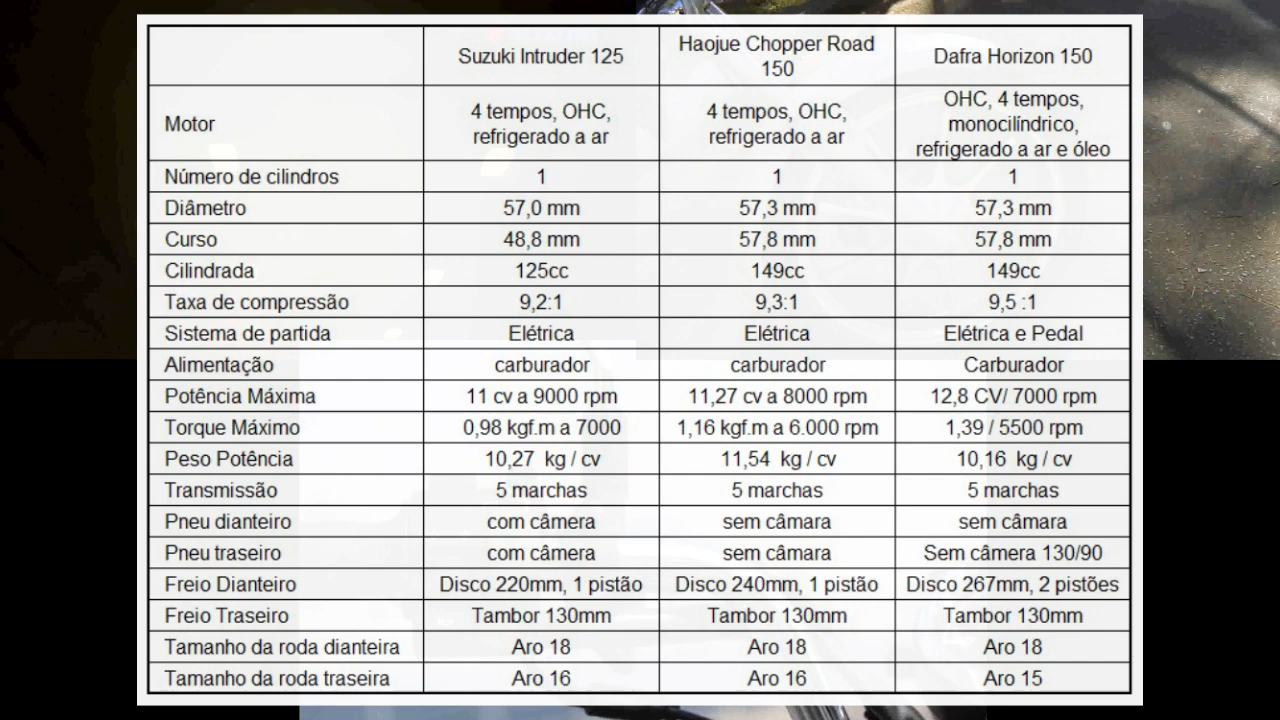 Suzuki Intruder 125 Haojue Chopper Road 150 Dafra Horizon 150
Motor 4 tempos, OHC, refrigerado a ar 4 tempos, OHC, refrigerado a ar OHC, 4 tempos, monocilíndrico, refrigerado a ar e óleo
Número de cilindros 1 1 1
Diâmetro 57,0 mm 57,3 mm 57,3 mm
Curso 48,8 mm 57,8 mm 57,8 mm
Cilindrada 125cc 149cc 149cc
Taxa de compressão 9,2:1 9,3:1 9,5 :1
Sistema de partida Elétrica Elétrica Elétrica e Pedal
Alimentação carburador carburador Carburador
Potência Máxima 11 cv a 9000 rpm 11,27 cv a 8000 rpm 12,8 CV/ 7000 rpm
Torque Máximo 0,98 kgf.m a 7000 1,16 kgf.m a 6.000 rpm 1,39 / 5500 rpm
Peso Potência 10,27 kg / cv 11,54 kg / cv 10,16 kg / cv
Transmissão 5 marchas 5 marchas 5 marchas
Pneu dianteiro com câmera sem câmara sem câmara
Pneu traseiro com câmera sem câmara Sem câmera 130/90
Freio Dianteiro Disco 220mm, 1 pistão Disco 240mm, 1 pistão Disco 267mm, 2 pistões
Freio Traseiro Tambor 130mm Tambor 130mm Tambor 130mm
Tamanho da roda dianteira Aro 18 Aro 18 Aro 18
Tamanho da roda traseira Aro 16 Aro 16 Aro 15